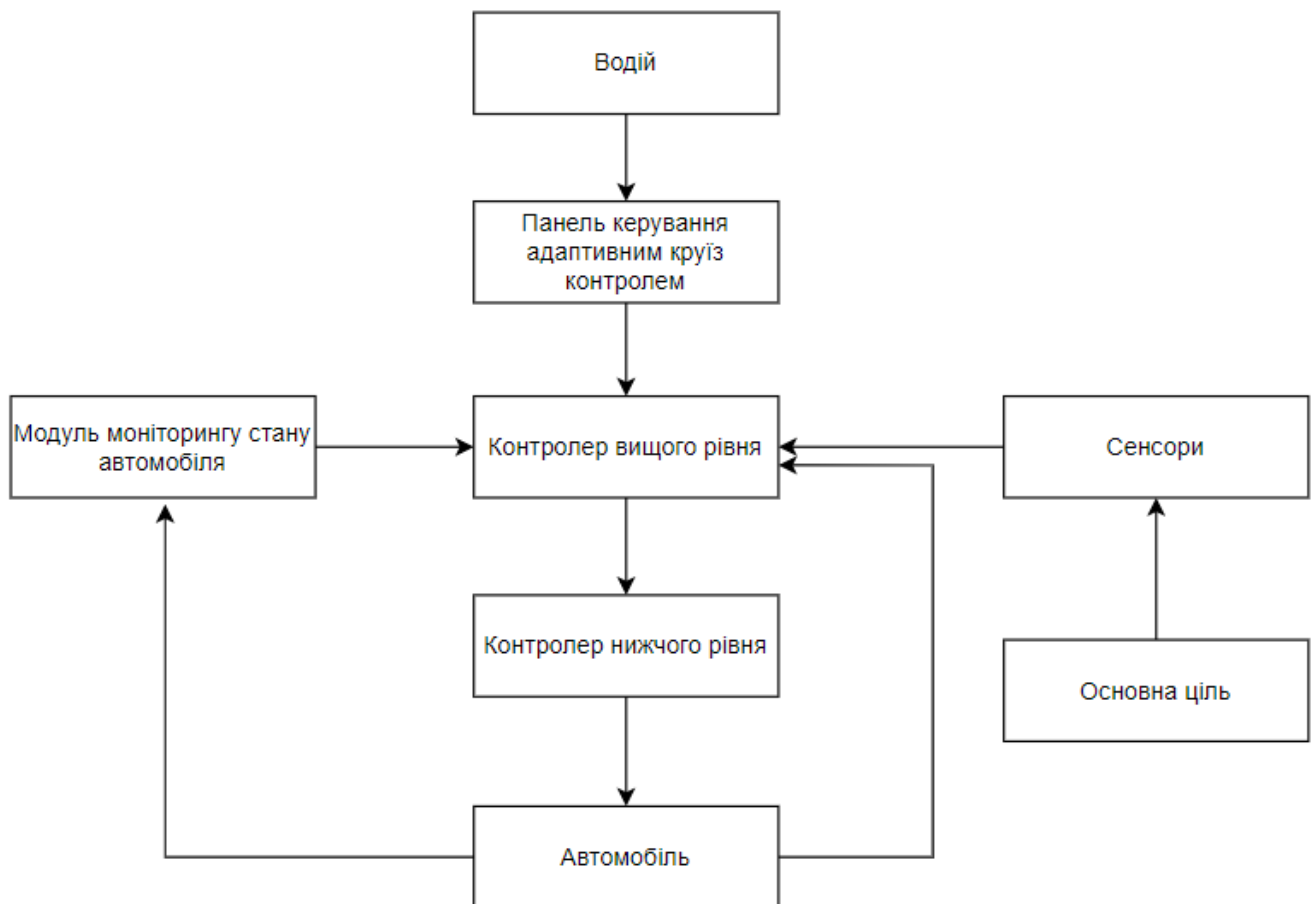 Водій
Панель керування
адаптивним круїз
контролем
Модуль моніторингу стану
автомобіля
Контролер вищого рівня
Сенсори
Контролер нижчого рівня
Основна ціль
Автомобіль